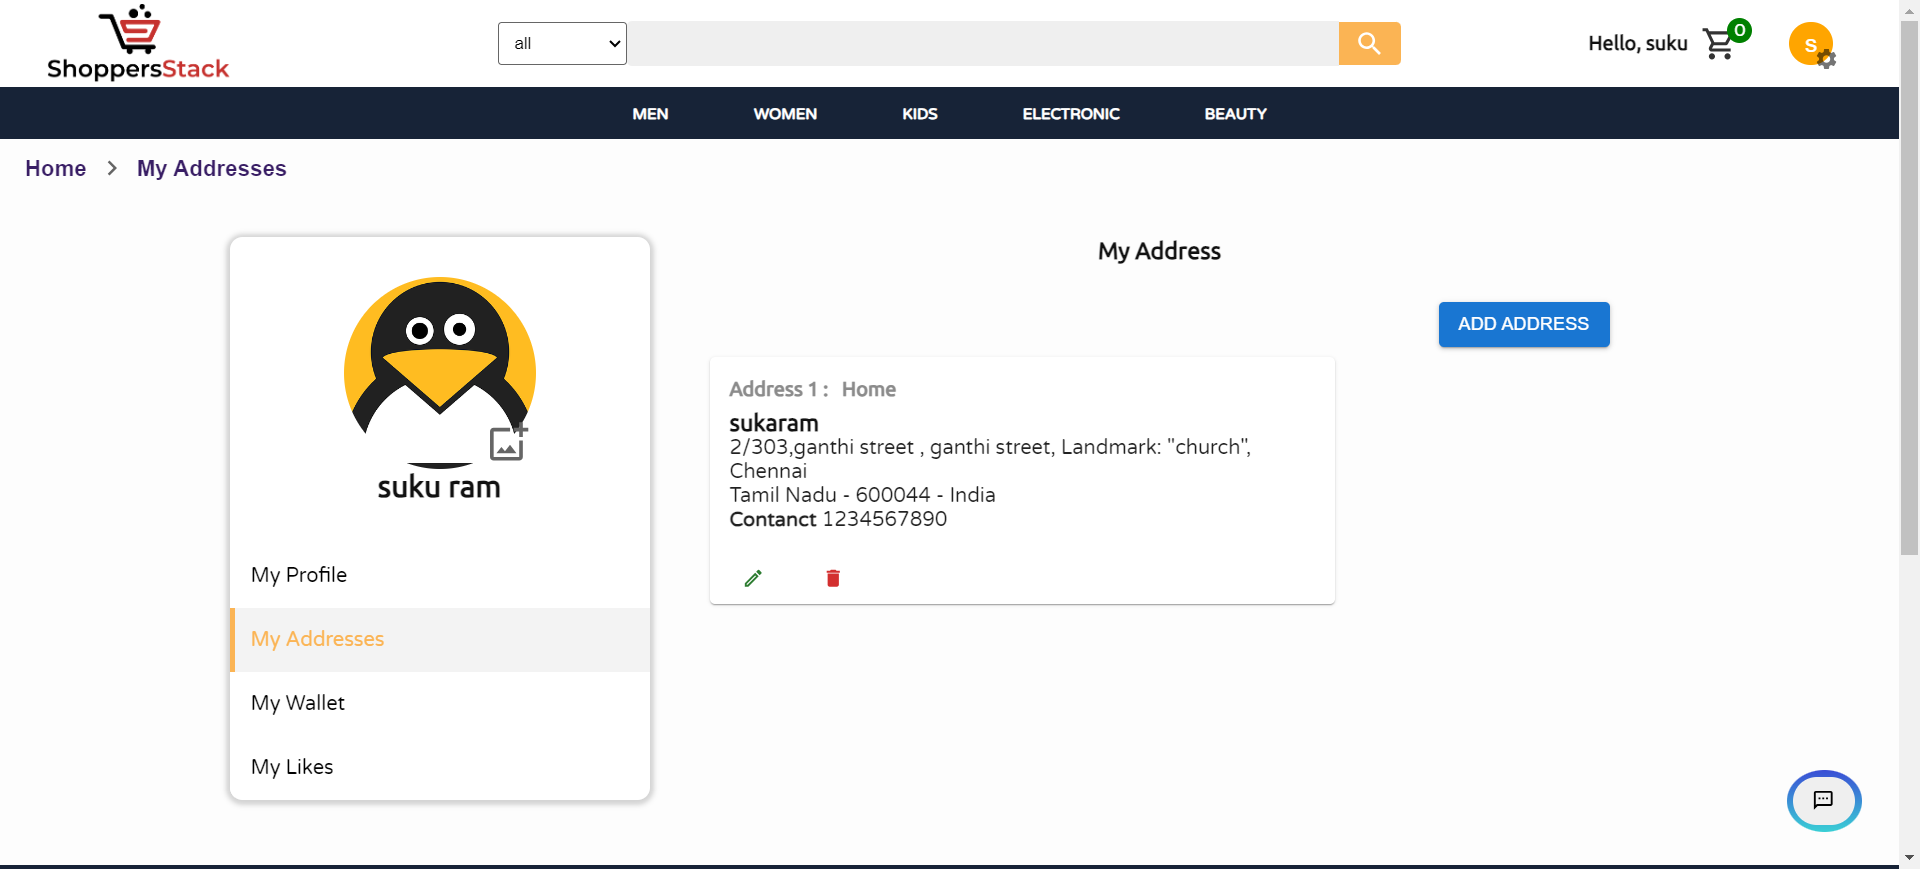 ShoppersStack
all
Hello, suku
0
S
MEN
WOMEN
KIDS
ELECTRONIC
BEAUTY
Home
My Addresses
suku ram
My Profile
My Addresses
My Wallet
My Likes
My Address
ADD ADDRESS
Address 1 : Home
sukaram
2/303,ganthi street , ganthi street, Landmark: "church",
Chennai
Tamil Nadu - 600044 - India
Contanct 1234567890